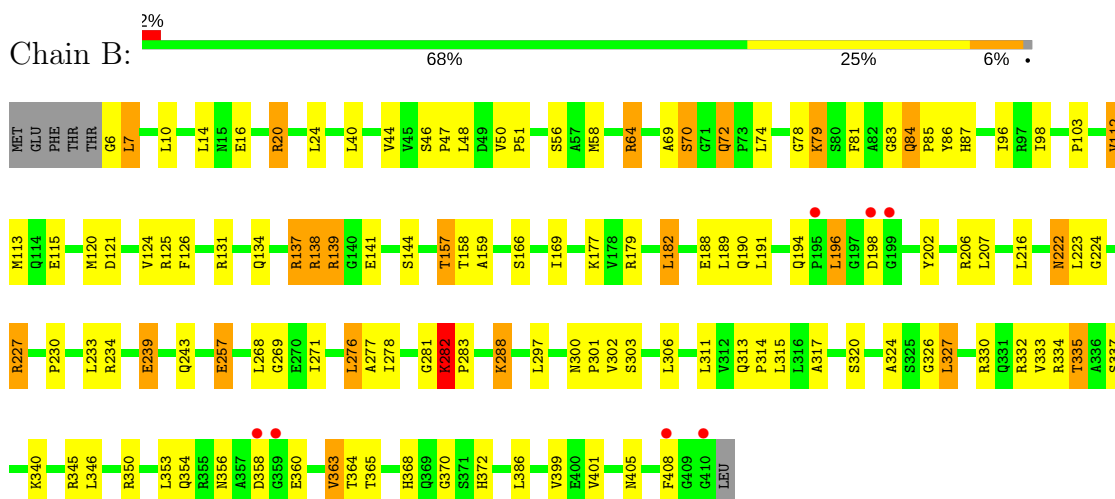 2%
Chain B:
68% 25% 6% •
MET GLU PHE THR THR G6 L7 L10 L14 N15 E16 R20 L24 L40 V44 V45 S46 P47 L48 D49 V50 P51 S56 A57 M58 R64 A69 S70 G71 Q72 P73 L74 G78 K79 S80 F81 A82 G83 Q84 P85 Y86 H87 I96 R97 I98 P103 V112
M113 Q114 E115 M120 D121 V124 R125 F126 R131 Q134 R137 R138 R139 G140 E141 S144 T157 T158 A159 S166 I169 K177 V178 R179 L182 E188 L189 Q190 L191 Q194 P195 L196 G197 D198 G199 Y202 R206 L207 L216 N222 L223 G224
R227 P230 L233 R234 E239 Q243 E257 L268 G269 E270 I271 L276 A277 I278 G281 K282 P283 K288 L297 N300 P301 V302 S303 L306 L311 V312 Q313 P314 L315 L316 A317 S320 A324 S325 G326 L327 R330 Q331 R332 V333 R334 T335 A336 S337
K340 R345 L346 R350 L353 Q354 R355 N356 A357 D358 G359 E360 V363 T364 T365 H368 Q369 G370 S371 H372 L386 V399 E400 V401 N405 F408 G409 G410 LEU